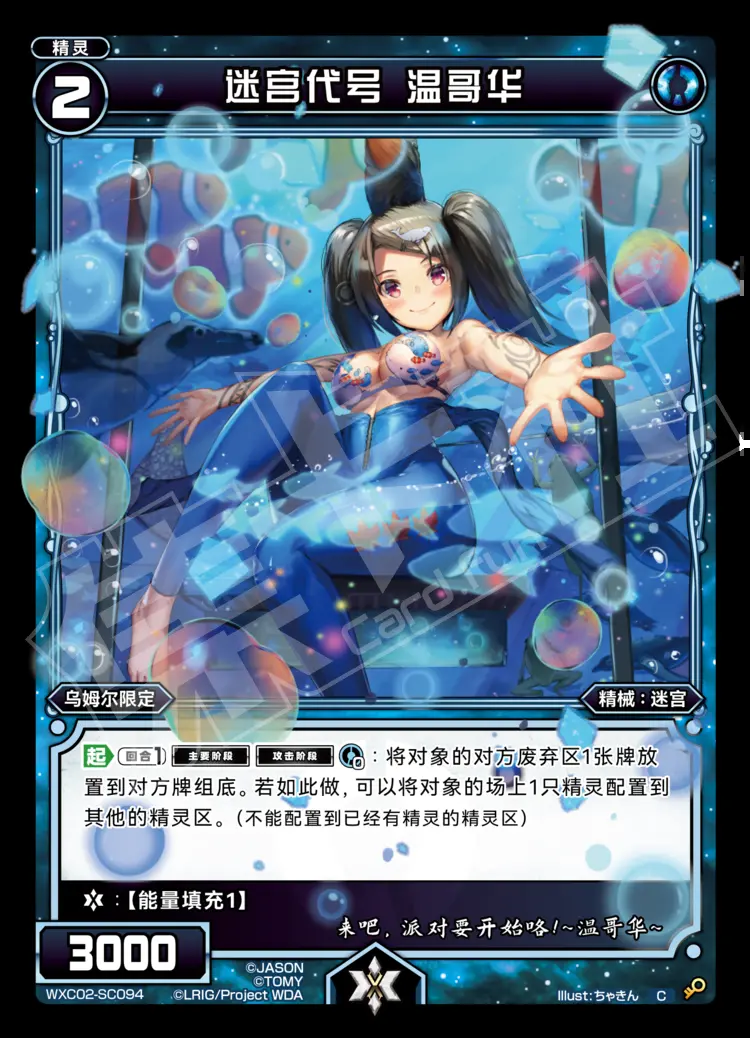 精灵
2
迷宫代号 温哥华
集卡社
Card fun
乌姆尔限定
精械：迷宫
起 回合1 主要阶段 攻击阶段 0：将对象的对方废弃区1张牌放
置到对方牌组底。若如此做，可以将对象的场上1只精灵配置到
其他的精灵区。（不能配置到已经有精灵的精灵区）
：【能量填充1】
来吧，派对要开始咯！~温哥华~
3000
©JASON
©TOMY
WXC02-SC094 ©LRIG/Project WDA
Illust:ちゃきん C